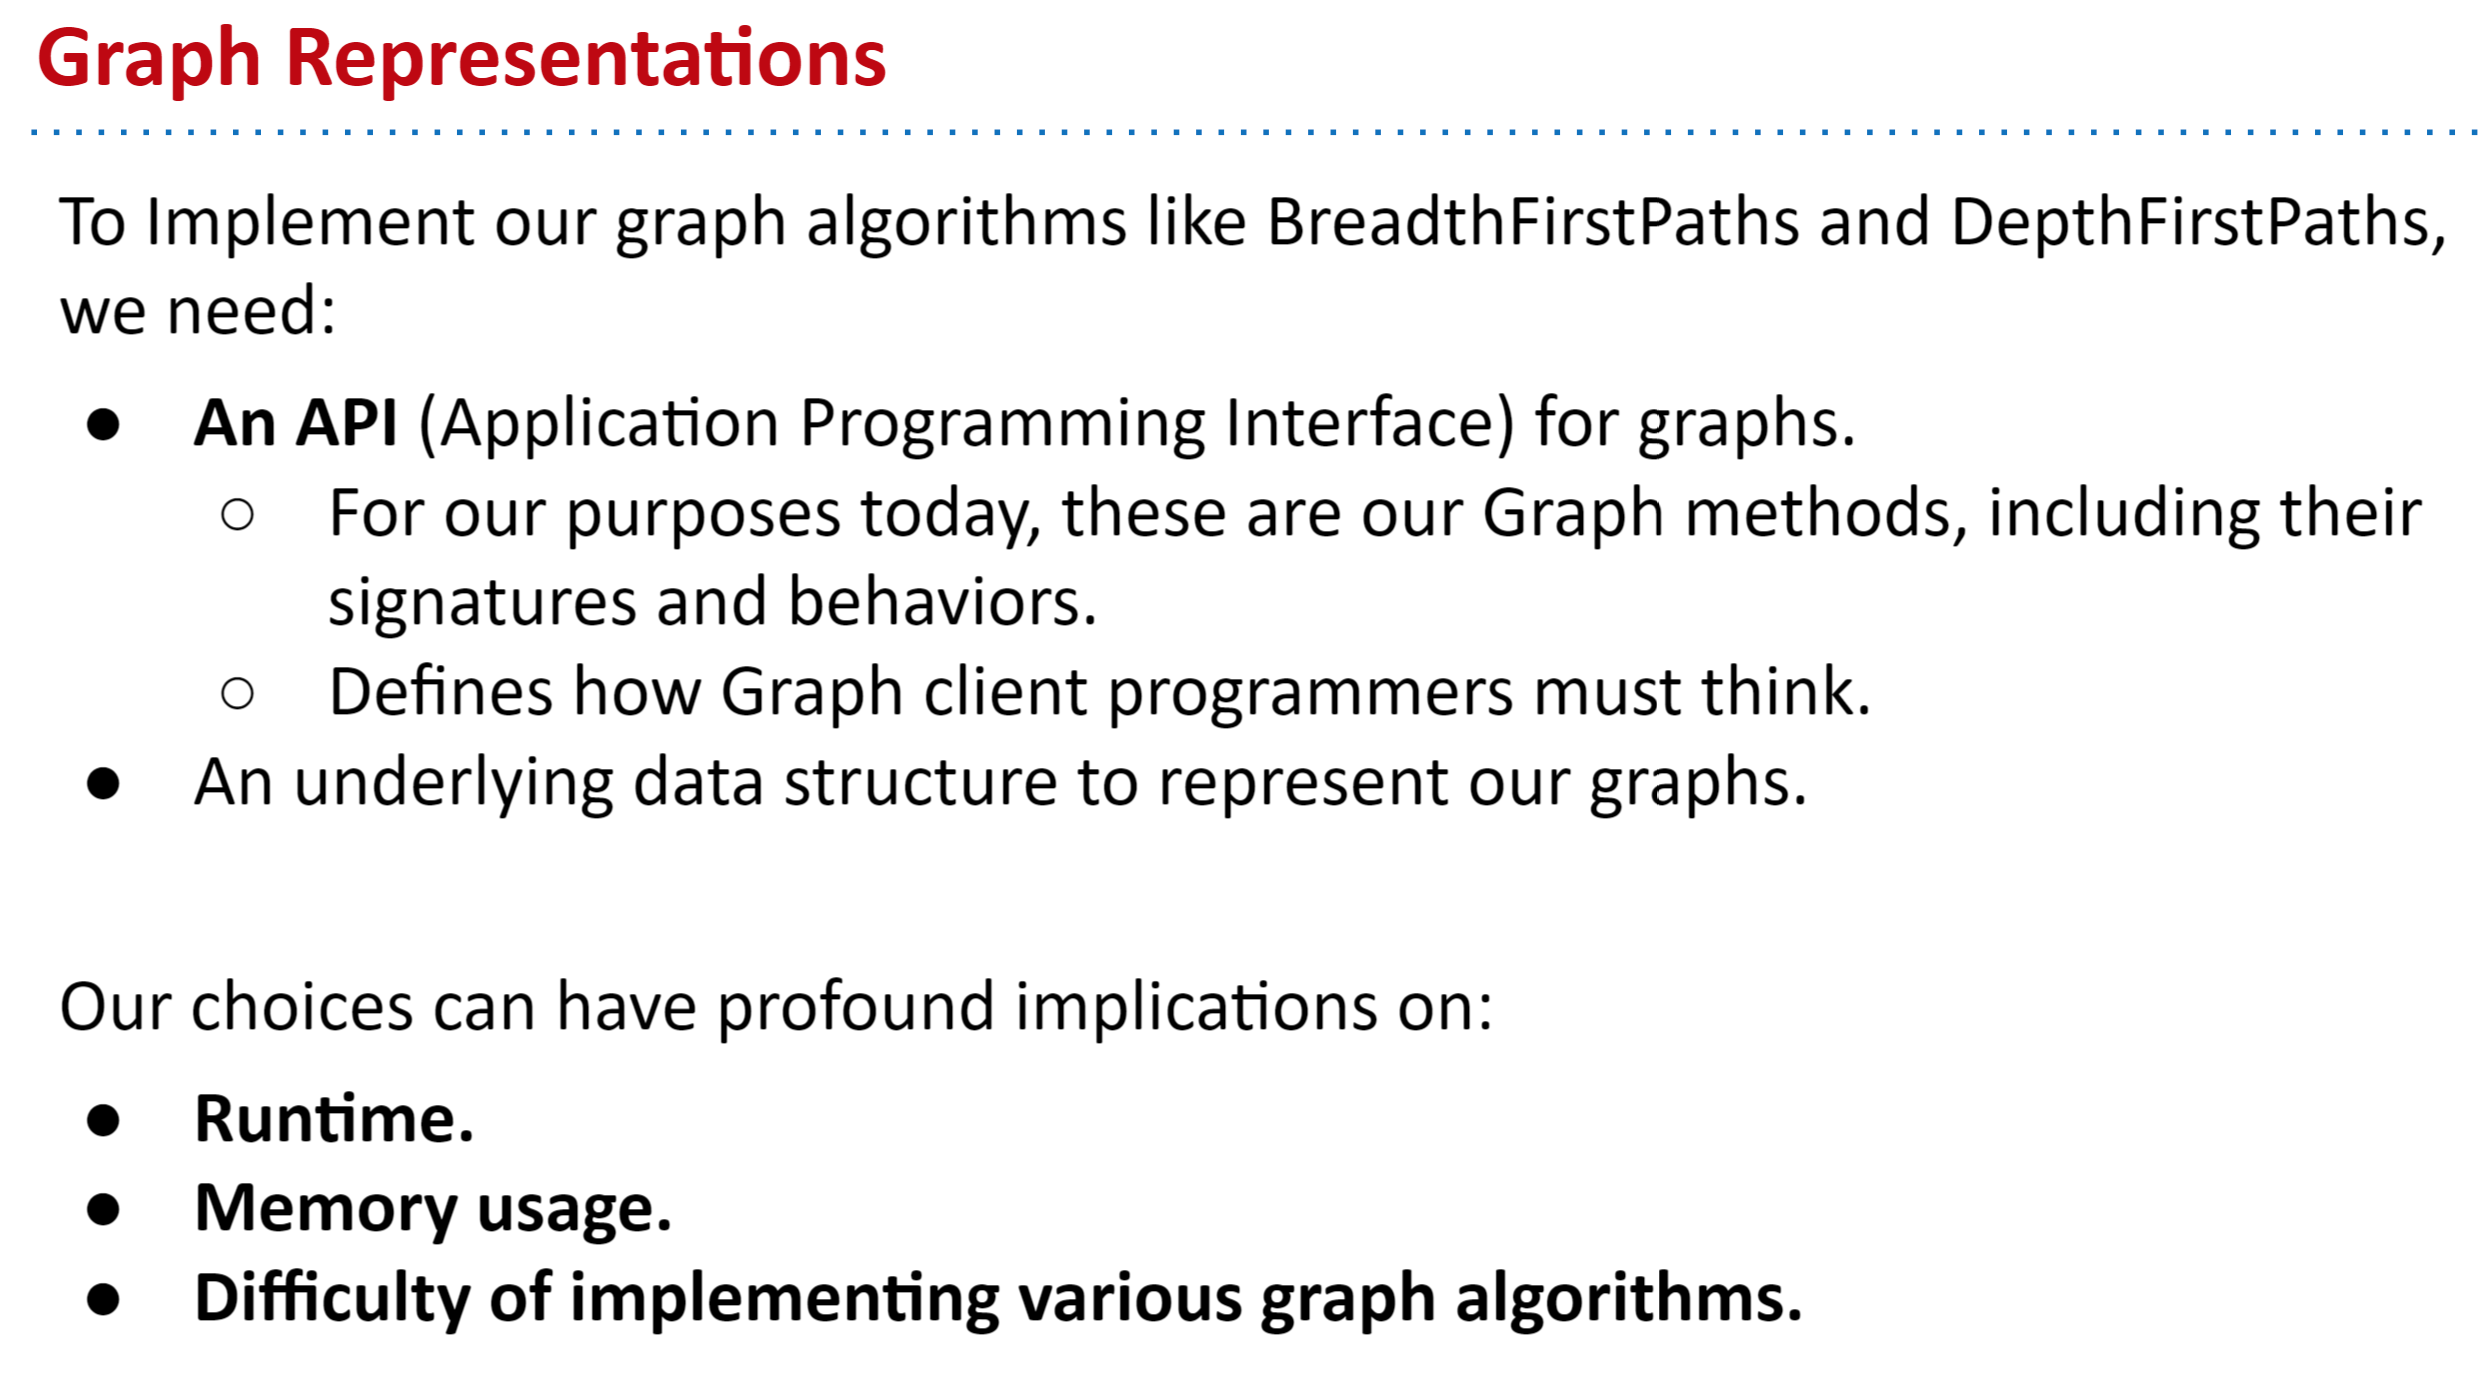 Graph Representations
To Implement our graph algorithms like BreadthFirstPaths and DepthFirstPaths,
we need:
● An API (Application Programming Interface) for graphs.
○ For our purposes today, these are our Graph methods, including their
signatures and behaviors.
○ Defines how Graph client programmers must think.
● An underlying data structure to represent our graphs.
Our choices can have profound implications on:
● Runtime.
● Memory usage.
● Difficulty of implementing various graph algorithms.